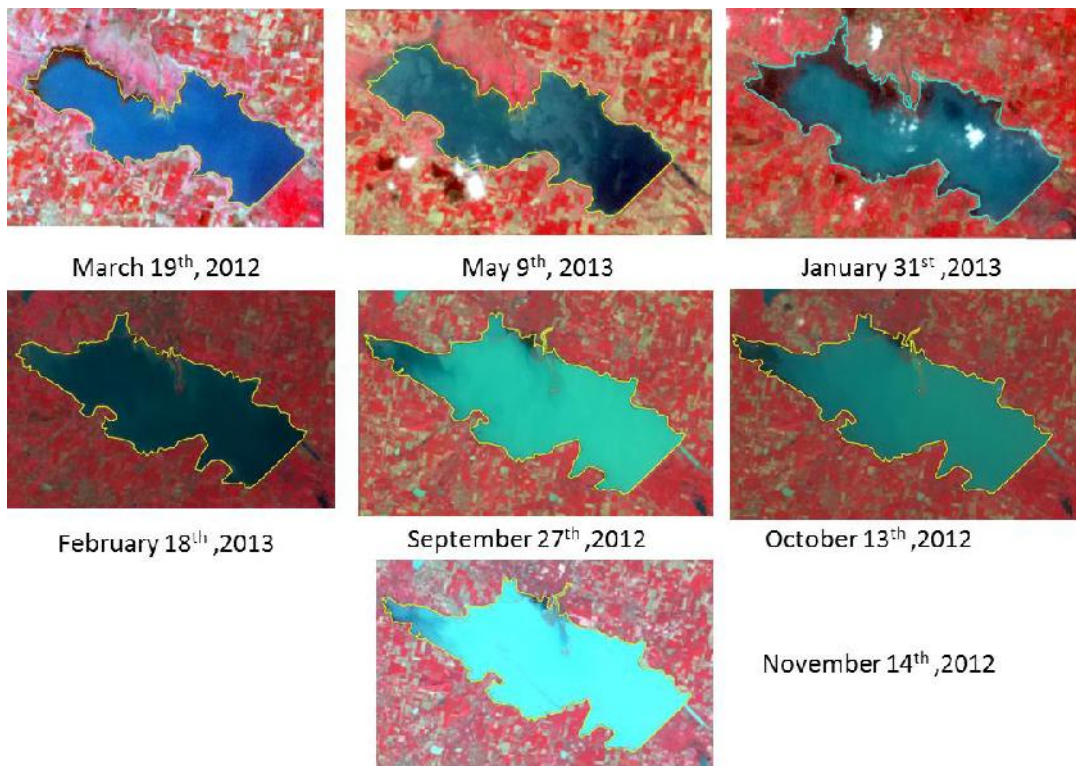 March 19th, 2012
May 9th, 2013
January 31st ,2013
February 18th ,2013
September 27th ,2012
October 13th ,2012
November 14th ,2012